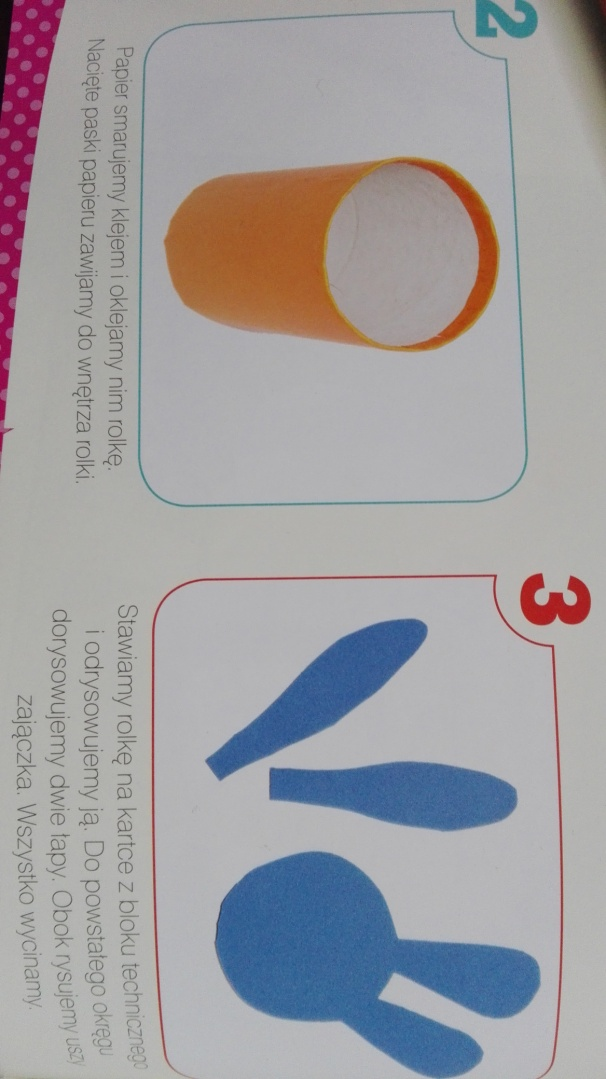 2
Papier smarujemy klejem i oklejamy nim rolkę.
Nacięte paski papieru zawijamy do wnętrza rolki.
3
Stawiamy rolkę na kartce z bloku technicznego
i odrysowujemy ją. Do powstałego okręgu
dorysowujemy dwie łapy. Obok rysujemy uszy
zajączka. Wszystko wycinamy.